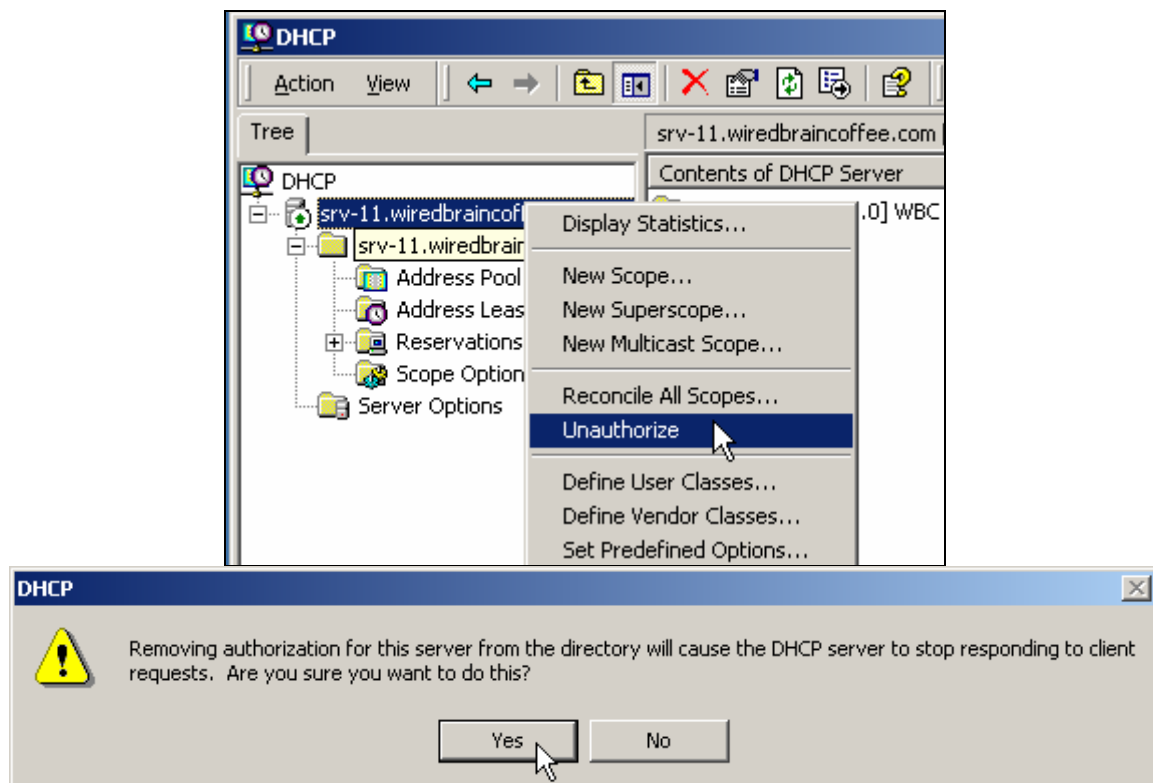 DHCP
Action View
Tree
srv-11.wiredbraincoffee.com
DHCP
Contents of DHCP Server
srv-11.wiredbraincof
.0] WBC
srv-11.wiredbrain
Address Pool
Address Leas
Reservations
Scope Option
Server Options
Display Statistics...
New Scope...
New Superscope...
New Multicast Scope...
Reconcile All Scopes...
Unauthorize
Define User Classes...
Define Vendor Classes...
Set Predefined Options...
DHCP
Removing authorization for this server from the directory will cause the DHCP server to stop responding to client
requests. Are you sure you want to do this?
Yes No